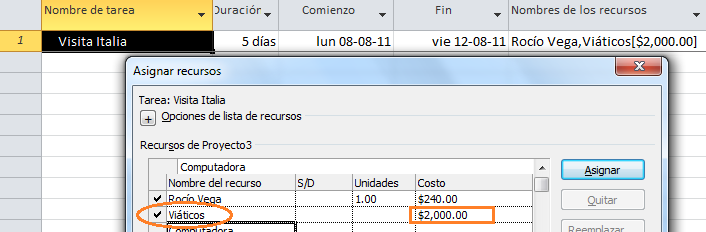 Nombre de tarea Duración Comienzo Fin Nombres de los recursos
1 Visita Italia 5 días lun 08-08-11 vie 12-08-11 Rocío Vega,Viáticos[$2,000.00]
Asignar recursos
Tarea: Visita Italia
+ Opciones de lista de recursos
Recursos de Proyecto3
Computadora
Asignar
Nombre del recurso S/D Unidades Costo
Rocío Vega 1.00 $240.00
Quitar
Viáticos $2,000.00
Computadora
Reemplazar...